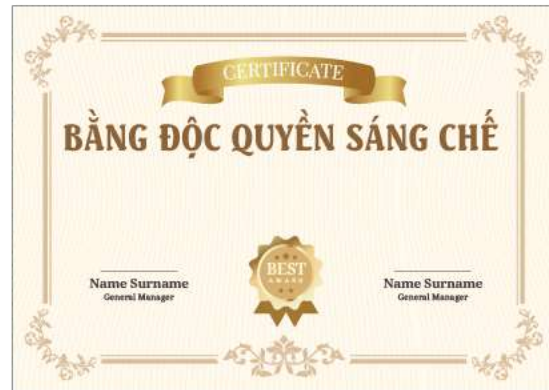 CERTIFICATE
BẰNG ĐỘC QUYỀN SÁNG CHẾ
BEST
AWARD
Name Surname
General Manager
Name Surname
General Manager